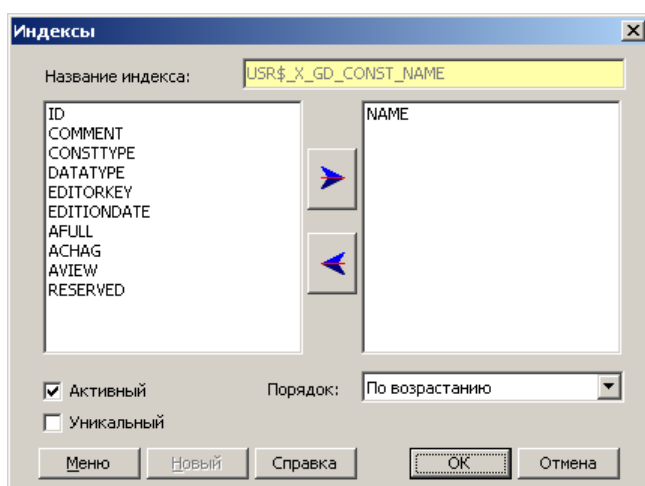 Индексы
Название индекса: USR$_X_GD_CONST_NAME
ID
COMMENT
CONSTTYPE
DATATYPE
EDITORKEY
EDITIONDATE
AFULL
ACHAG
AVIEW
RESERVED
NAME
Активный
Порядок: По возрастанию
Уникальный
Меню Новый Справка OK Отмена